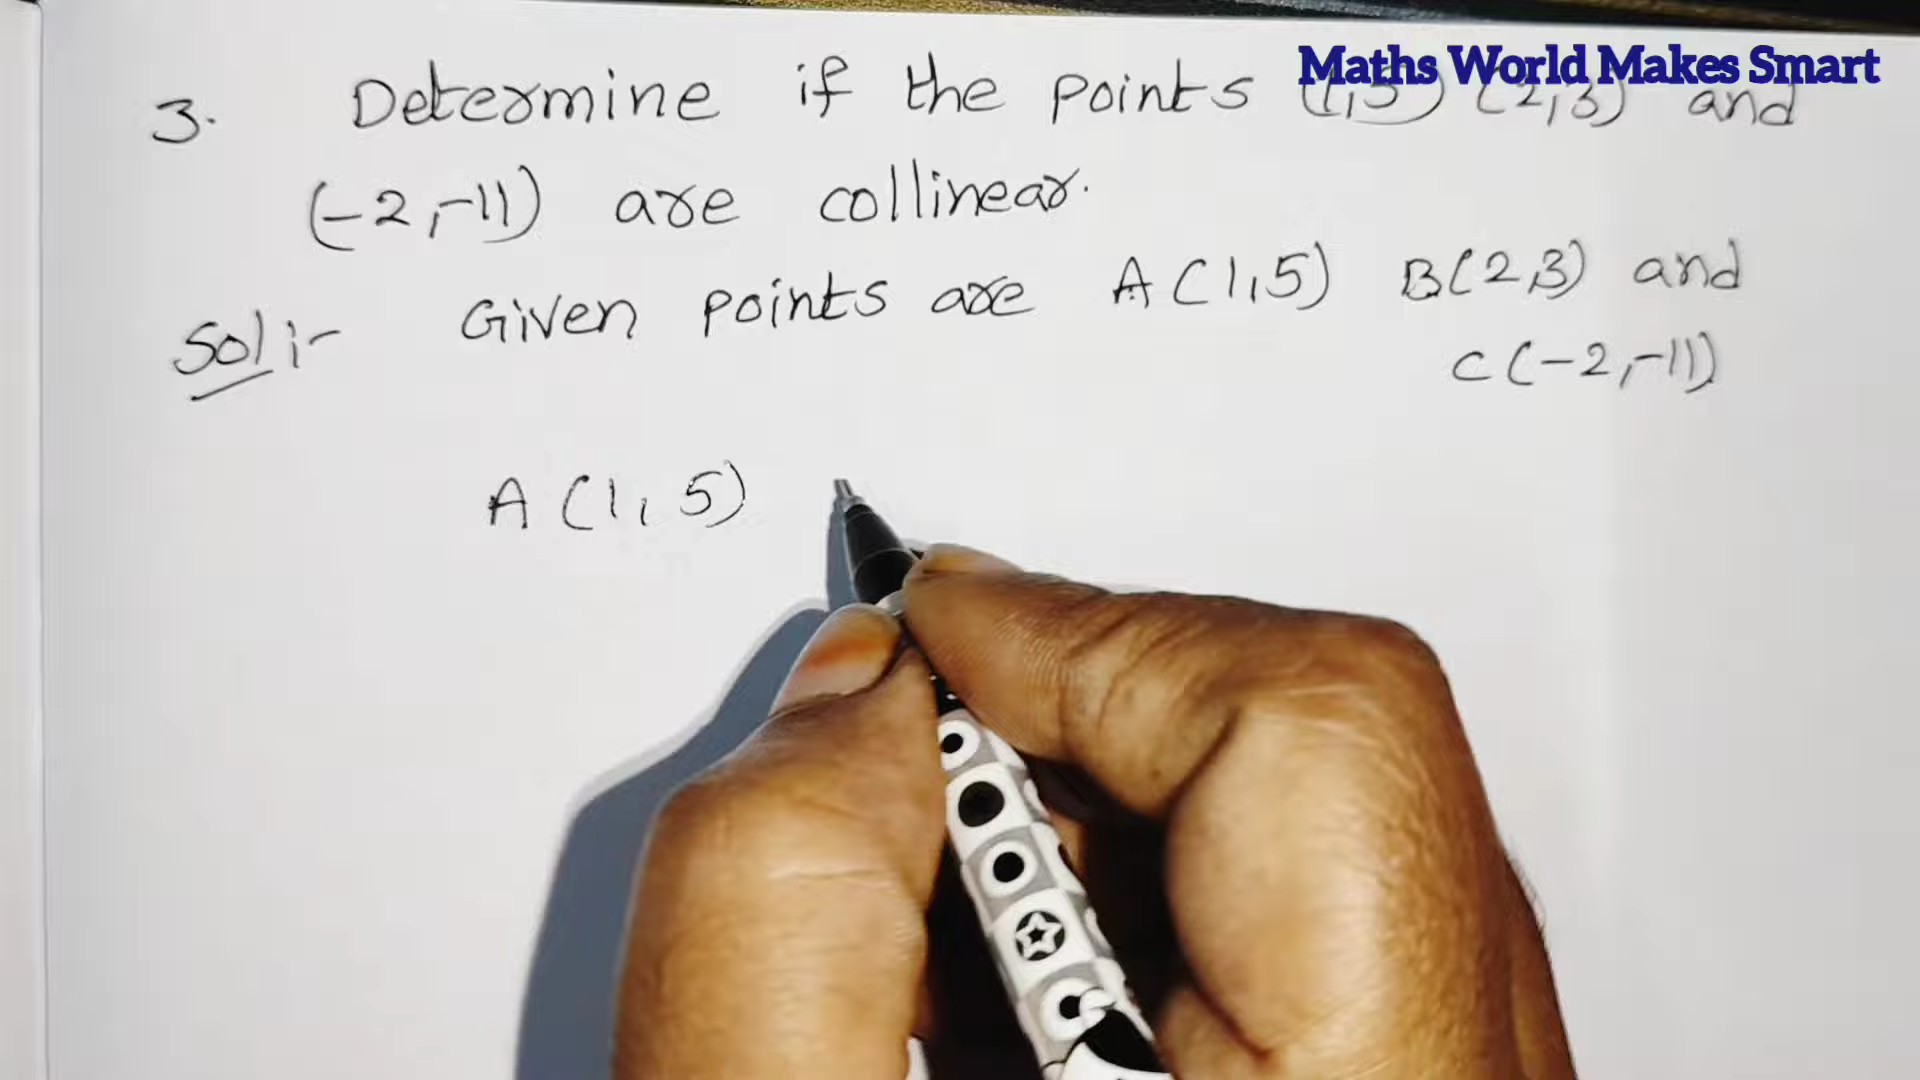 Maths World Makes Smart
3. Determine if the points (1,5) (2,3) and
(-2,-11) are collinear.
Sol:- Given points are A(1,5) B(2,3) and
C(-2,-11)
A(1,5)